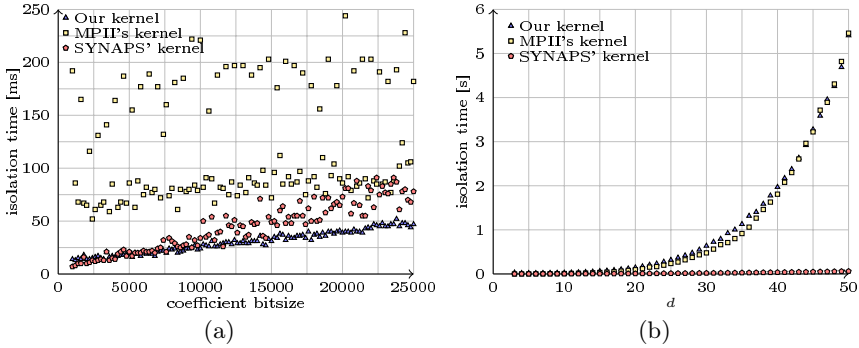 Our kernel
MPII's kernel
SYNAPS' kernel
isolation time [ms]
250
200
150
100
50
0
0 5000 10000 15000 20000 25000
coefficient bitsize
(a)
Our kernel
MPII's kernel
SYNAPS' kernel
isolation time [s]
6
5
4
3
2
1
0
0 10 20 30 40 50
d
(b)